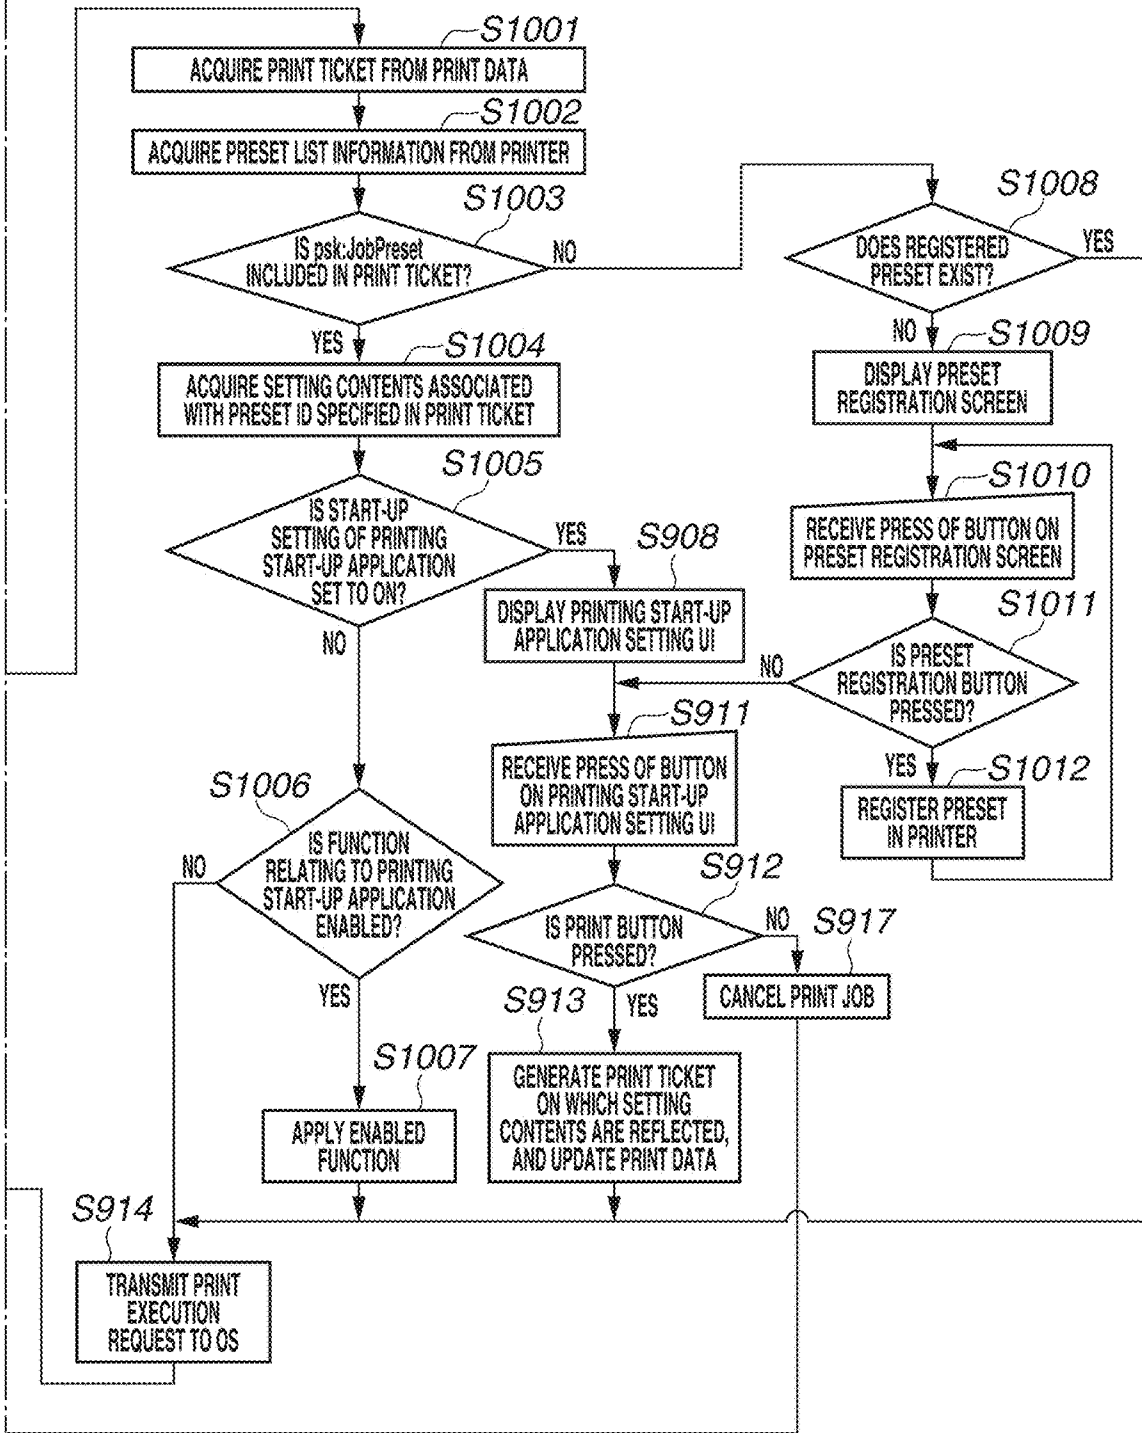 S1001
ACQUIRE PRINT TICKET FROM PRINT DATA
S1002
ACQUIRE PRESET LIST INFORMATION FROM PRINTER
S1003
IS psk:JobPreset
INCLUDED IN PRINT TICKET?
NO
YES
S1004
ACQUIRE SETTING CONTENTS ASSOCIATED
WITH PRESET ID SPECIFIED IN PRINT TICKET
S1005
IS START-UP
SETTING OF PRINTING
START-UP APPLICATION
SET TO ON?
YES
NO
S1006
IS FUNCTION
RELATING TO PRINTING
START-UP APPLICATION
ENABLED?
NO
YES
S1007
APPLY ENABLED
FUNCTION
S914
TRANSMIT PRINT
EXECUTION
REQUEST TO OS
S908
DISPLAY PRINTING START-UP
APPLICATION SETTING UI
S911
RECEIVE PRESS OF BUTTON
ON PRINTING START-UP
APPLICATION SETTING UI
S912
IS PRINT BUTTON
PRESSED?
NO
YES
S917
CANCEL PRINT JOB
S913
GENERATE PRINT TICKET
ON WHICH SETTING
CONTENTS ARE REFLECTED,
AND UPDATE PRINT DATA
S1008
DOES REGISTERED
PRESET EXIST?
YES
NO
S1009
DISPLAY PRESET
REGISTRATION SCREEN
S1010
RECEIVE PRESS OF BUTTON ON
PRESET REGISTRATION SCREEN
S1011
IS PRESET
REGISTRATION BUTTON
PRESSED?
NO
YES
S1012
REGISTER PRESET
IN PRINTER